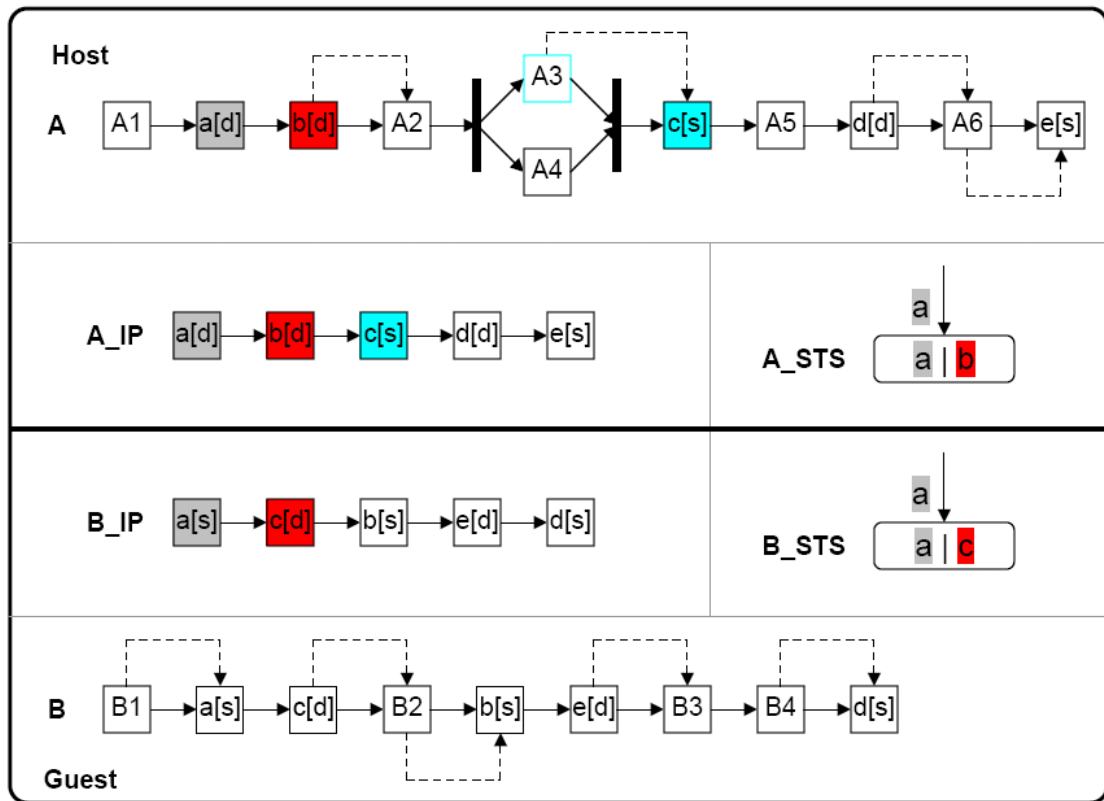 Host
A A1 a[d] b[d] A2 A3 A4 c[s] A5 d[d] A6 e[s]
A_IP a[d] b[d] c[s] d[d] e[s]
a
A_STS a | b
B_IP a[s] c[d] b[s] e[d] d[s]
a
B_STS a | c
B B1 a[s] c[d] B2 b[s] e[d] B3 B4 d[s]
Guest